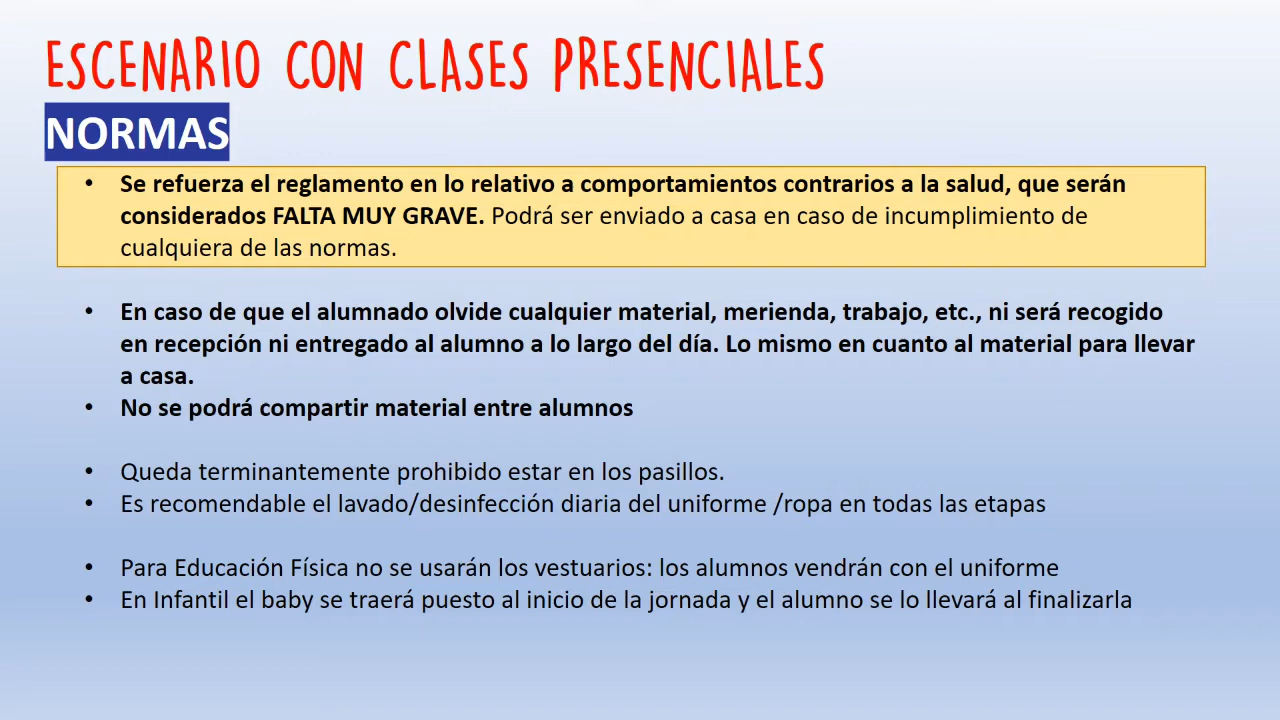 ESCENARIO CON CLASES PRESENCIALES
NORMAS
• Se refuerza el reglamento en lo relativo a comportamientos contrarios a la salud, que serán
considerados FALTA MUY GRAVE. Podrá ser enviado a casa en caso de incumplimiento de
cualquiera de las normas.
• En caso de que el alumnado olvide cualquier material, merienda, trabajo, etc., ni será recogido
en recepción ni entregado al alumno a lo largo del día. Lo mismo en cuanto al material para llevar
a casa.
• No se podrá compartir material entre alumnos
• Queda terminantemente prohibido estar en los pasillos.
• Es recomendable el lavado/desinfección diaria del uniforme /ropa en todas las etapas
• Para Educación Física no se usarán los vestuarios: los alumnos vendrán con el uniforme
• En Infantil el baby se traerá puesto al inicio de la jornada y el alumno se lo llevará al finalizarla